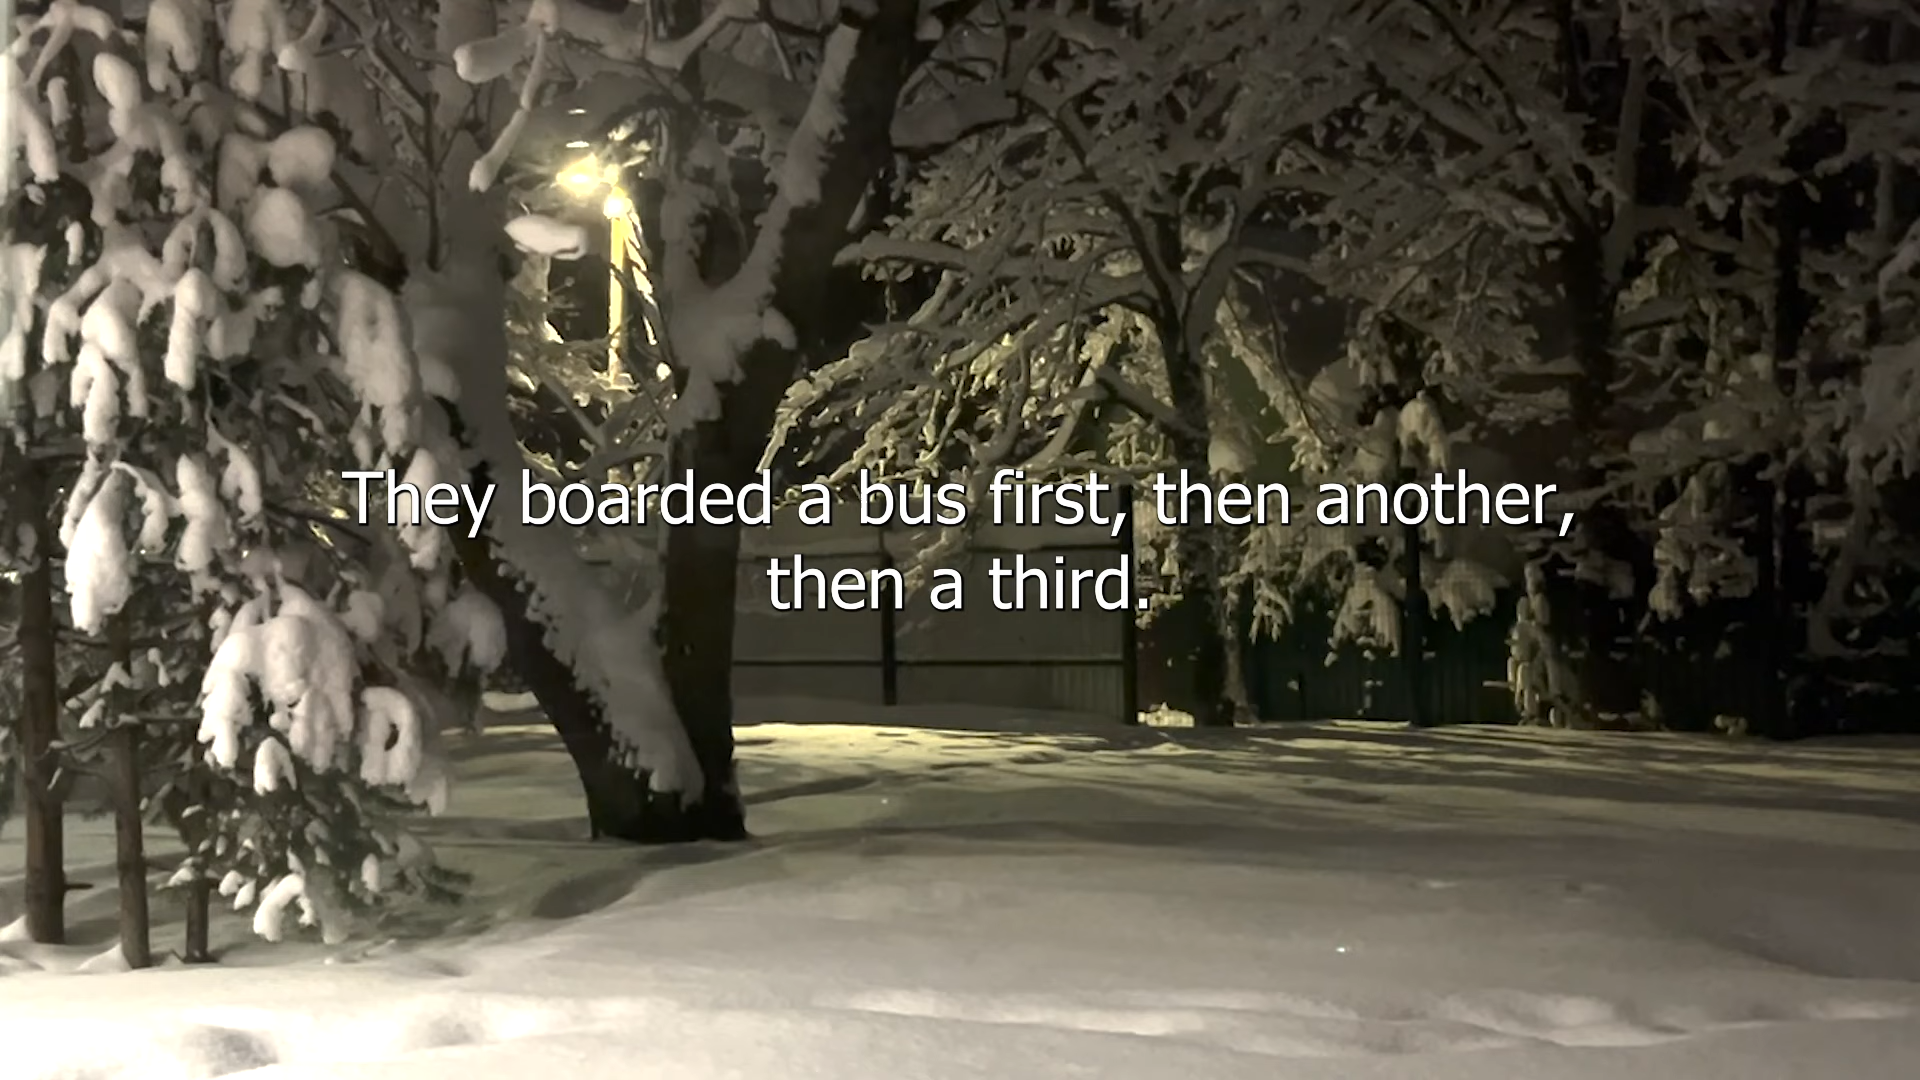 They boarded a bus first, then another,
then a third.